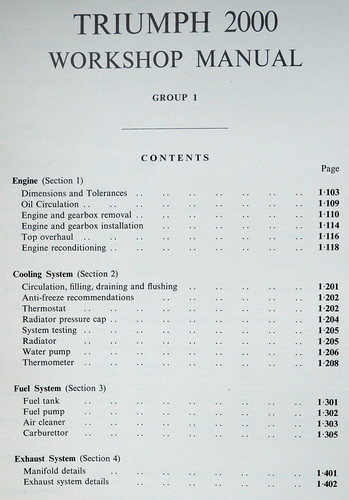 TRIUMPH 2000
WORKSHOP MANUAL
GROUP 1
CONTENTS
Page
Engine (Section 1)
Dimensions and Tolerances .. .. .. .. .. .. .. 1·103
Oil Circulation .. .. .. .. .. .. .. .. .. 1·109
Engine and gearbox removal .. .. .. .. .. .. .. 1·110
Engine and gearbox installation .. .. .. .. .. .. 1·114
Top overhaul .. .. .. .. .. .. .. .. .. 1·116
Engine reconditioning .. .. .. .. .. .. .. .. 1·118
Cooling System (Section 2)
Circulation, filling, draining and flushing .. .. .. .. .. 1·201
Anti-freeze recommendations .. .. .. .. .. .. 1·202
Thermostat .. .. .. .. .. .. .. .. .. 1·202
Radiator pressure cap .. .. .. .. .. .. .. .. 1·204
System testing .. .. .. .. .. .. .. .. .. 1·205
Radiator .. .. .. .. .. .. .. .. .. 1·205
Water pump .. .. .. .. .. .. .. .. .. 1·206
Thermometer .. .. .. .. .. .. .. .. .. 1·208
Fuel System (Section 3)
Fuel tank .. .. .. .. .. .. .. .. .. 1·301
Fuel pump .. .. .. .. .. .. .. .. .. 1·302
Air cleaner .. .. .. .. .. .. .. .. .. 1·303
Carburettor .. .. .. .. .. .. .. .. .. 1·305
Exhaust System (Section 4)
Manifold details .. .. .. .. .. .. .. .. 1·401
Exhaust system details .. .. .. .. .. .. .. 1·402